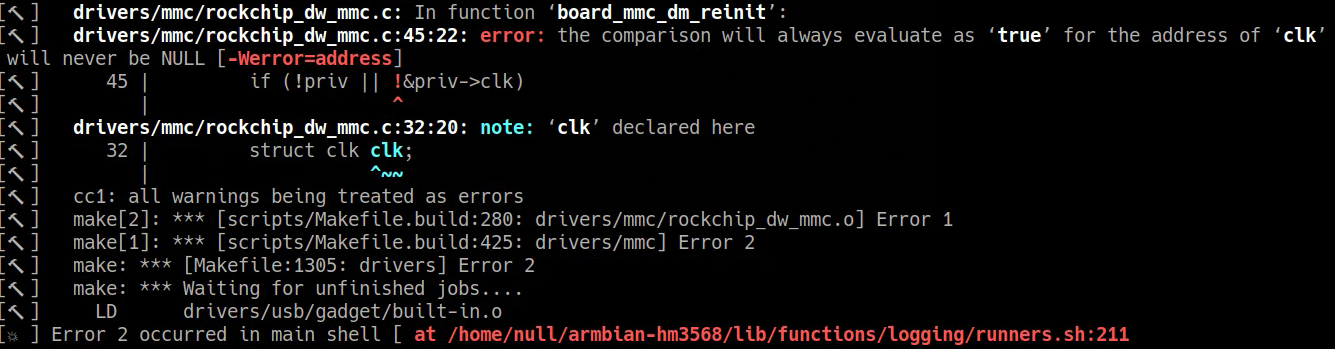 [🔨]   drivers/mmc/rockchip_dw_mmc.c: In function ‘board_mmc_dm_reinit’:
[🔨]   drivers/mmc/rockchip_dw_mmc.c:45:22: error: the comparison will always evaluate as ‘true’ for the address of ‘clk’
will never be NULL [-Werror=address]
[🔨]      45 |         if (!priv || !&priv->clk)
[🔨]         |                      ^
[🔨]   drivers/mmc/rockchip_dw_mmc.c:32:20: note: ‘clk’ declared here
[🔨]      32 |         struct clk clk;
[🔨]         |                    ^~~
[🔨]   cc1: all warnings being treated as errors
[🔨]   make[2]: *** [scripts/Makefile.build:280: drivers/mmc/rockchip_dw_mmc.o] Error 1
[🔨]   make[1]: *** [scripts/Makefile.build:425: drivers/mmc] Error 2
[🔨]   make: *** [Makefile:1305: drivers] Error 2
[🔨]   make: *** Waiting for unfinished jobs....
[🔨]     LD      drivers/usb/gadget/built-in.o
[💥] Error 2 occurred in main shell [ at /home/null/armbian-hm3568/lib/functions/logging/runners.sh:211